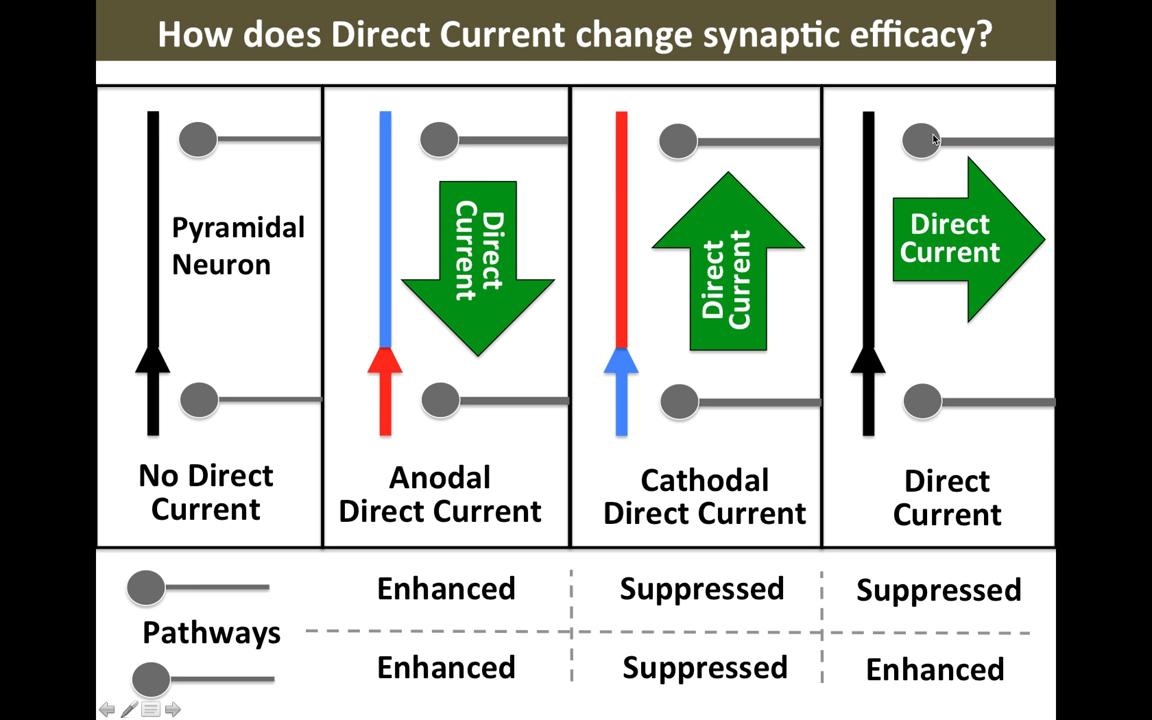 How does Direct Current change synaptic efficacy?
Pyramidal
Neuron
No Direct
Current
Direct
Current
Anodal
Direct Current
Direct
Current
Cathodal
Direct Current
Direct
Current
Direct
Current
Enhanced
Suppressed
Suppressed
Pathways
Enhanced
Suppressed
Enhanced